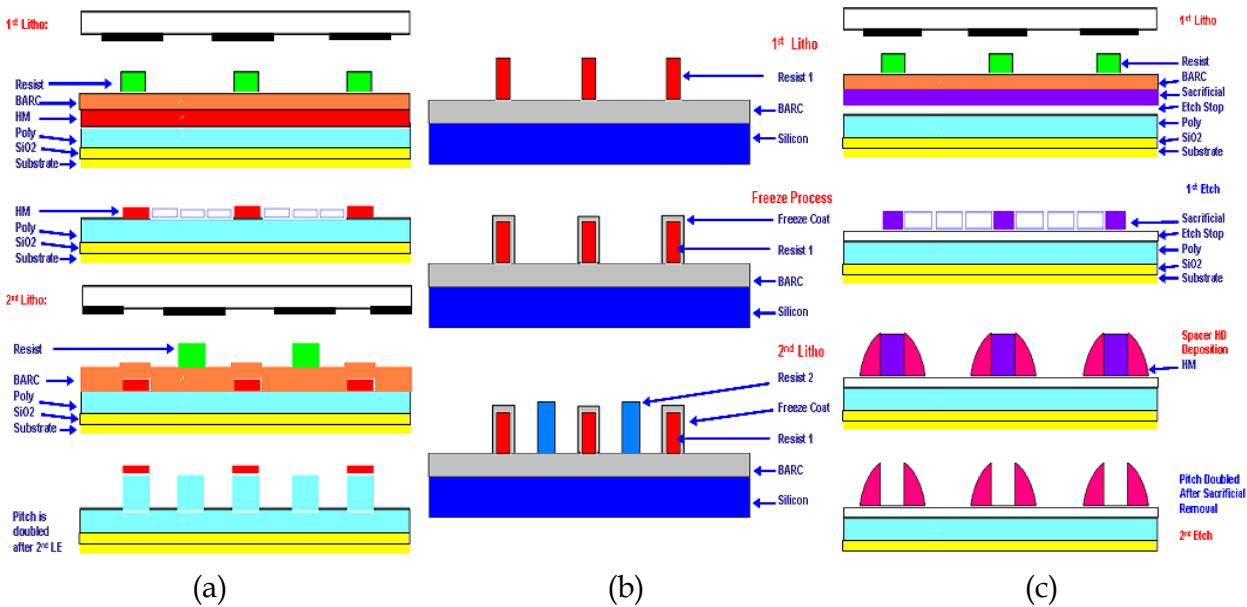 1st Litho:
Resist
BARC
HM
Poly
SiO2
Substrate
HM
Poly
SiO2
Substrate
2nd Litho:
Resist
BARC
Poly
SiO2
Substrate
Pitch is
doubled
after 2nd LE
(a)
1st Litho
Resist 1
BARC
Silicon
Freeze Process
Freeze Coat
Resist 1
BARC
Silicon
2nd Litho
Resist 2
Freeze Coat
Resist 1
BARC
Silicon
(b)
1st Litho
Resist
BARC
Sacrificial
Etch Stop
Poly
SiO2
Substrate
1st Etch
Sacrificial
Etch Stop
Poly
SiO2
Substrate
Spacer HD
Deposition
HM
Pitch Doubled
After Sacrificial
Removal
2nd Etch
(c)